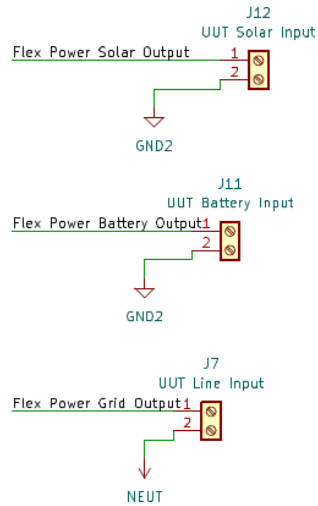 J12
UUT Solar Input
Flex Power Solar Output 1
2
GND2
J11
UUT Battery Input
Flex Power Battery Output 1
2
GND2
J7
UUT Line Input
Flex Power Grid Output 1
2
NEUT